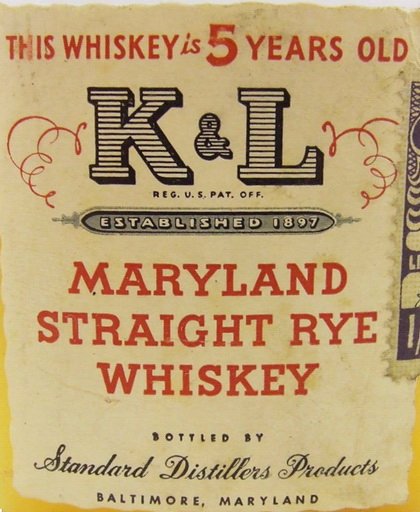 THIS WHISKEY is 5 YEARS OLD
K & L
REG. U.S. PAT. OFF.
ESTABLISHED 1897
MARYLAND
STRAIGHT RYE
WHISKEY
BOTTLED BY
Standard Distillers Products
BALTIMORE, MARYLAND